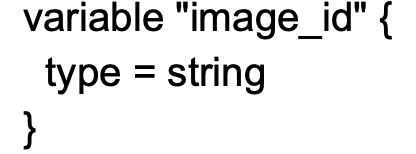 variable "image_id" {
  type = string
}